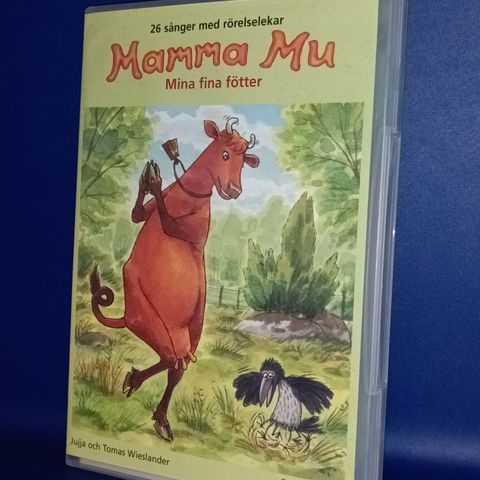 26 sånger med rörelselekar
Mamma Mu
Mina fina fötter
Jujja och Tomas Wieslander